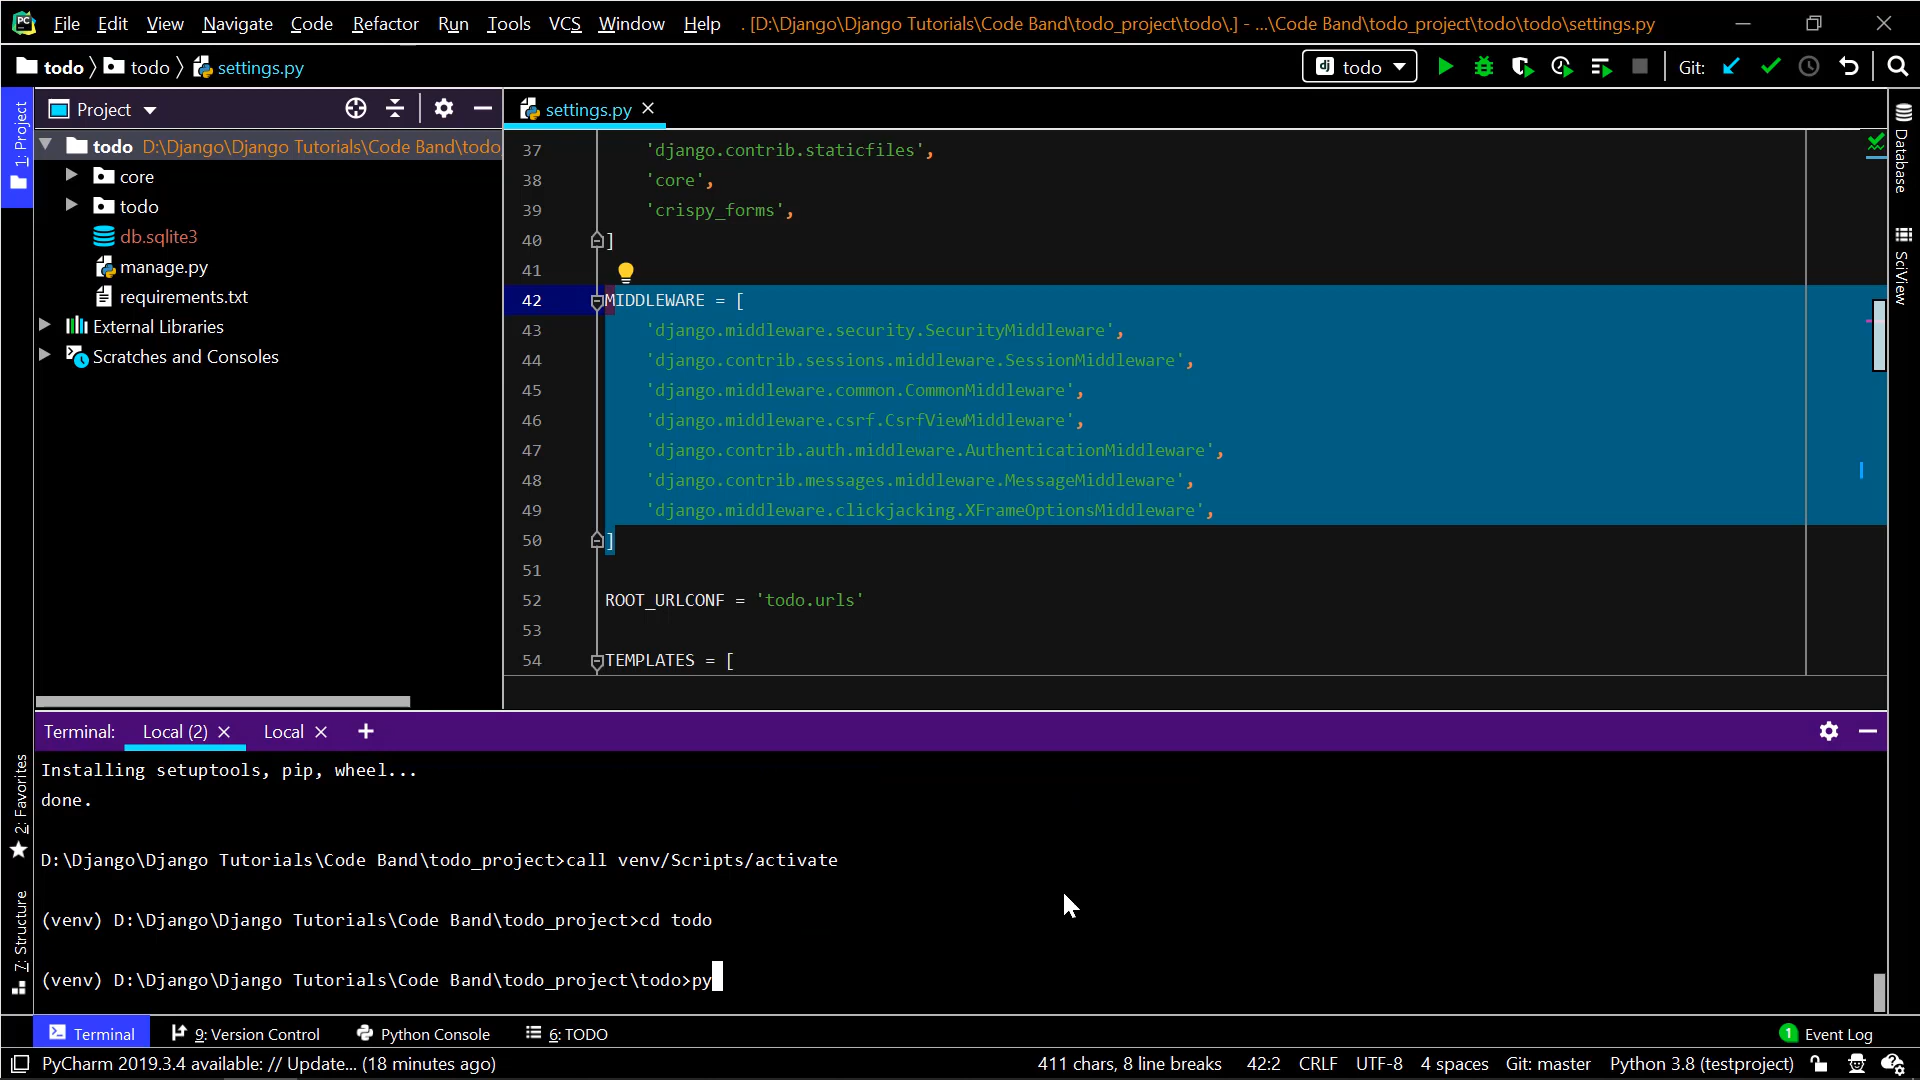 File Edit View Navigate Code Refactor Run Tools VCS Window Help . [D:\Django\Django Tutorials\Code Band\todo_project\todo\.] - ...\Code Band\todo_project\todo\todo\settings.py
todo todo settings.py todo Git:
1: Project
Project
settings.py
todo D:\Django\Django Tutorials\Code Band\todo
core
todo
db.sqlite3
manage.py
requirements.txt
External Libraries
Scratches and Consoles
37 'django.contrib.staticfiles',
38 'core',
39 'crispy_forms',
40 ]
41
42 MIDDLEWARE = [
43 'django.middleware.security.SecurityMiddleware',
44 'django.contrib.sessions.middleware.SessionMiddleware',
45 'django.middleware.common.CommonMiddleware',
46 'django.middleware.csrf.CsrfViewMiddleware',
47 'django.contrib.auth.middleware.AuthenticationMiddleware',
48 'django.contrib.messages.middleware.MessageMiddleware',
49 'django.middleware.clickjacking.XFrameOptionsMiddleware',
50 ]
51
52 ROOT_URLCONF = 'todo.urls'
53
54 TEMPLATES = [
Database
SciView
Terminal: Local (2) Local
2: Favorites
7: Structure
Installing setuptools, pip, wheel...
done.
D:\Django\Django Tutorials\Code Band\todo_project>call venv/Scripts/activate
(venv) D:\Django\Django Tutorials\Code Band\todo_project>cd todo
(venv) D:\Django\Django Tutorials\Code Band\todo_project\todo>py
Terminal 9: Version Control Python Console 6: TODO 1 Event Log
PyCharm 2019.3.4 available: // Update... (18 minutes ago) 411 chars, 8 line breaks 42:2 CRLF UTF-8 4 spaces Git: master Python 3.8 (testproject)